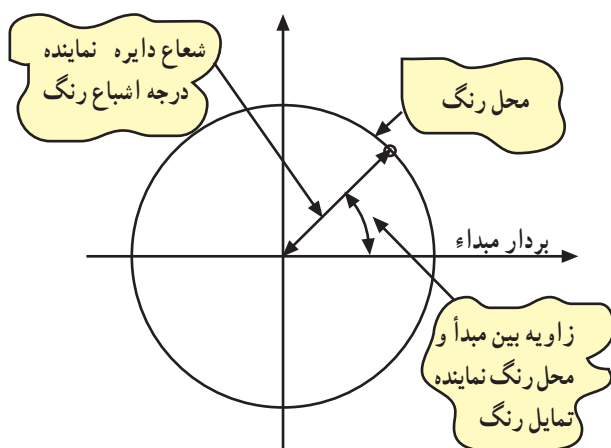 شعاع دایره نماینده
درجه اشباع رنگ
محل رنگ
بردار مبداء
زاویه بین مبدأ و
محل رنگ نماینده
تمایل رنگ